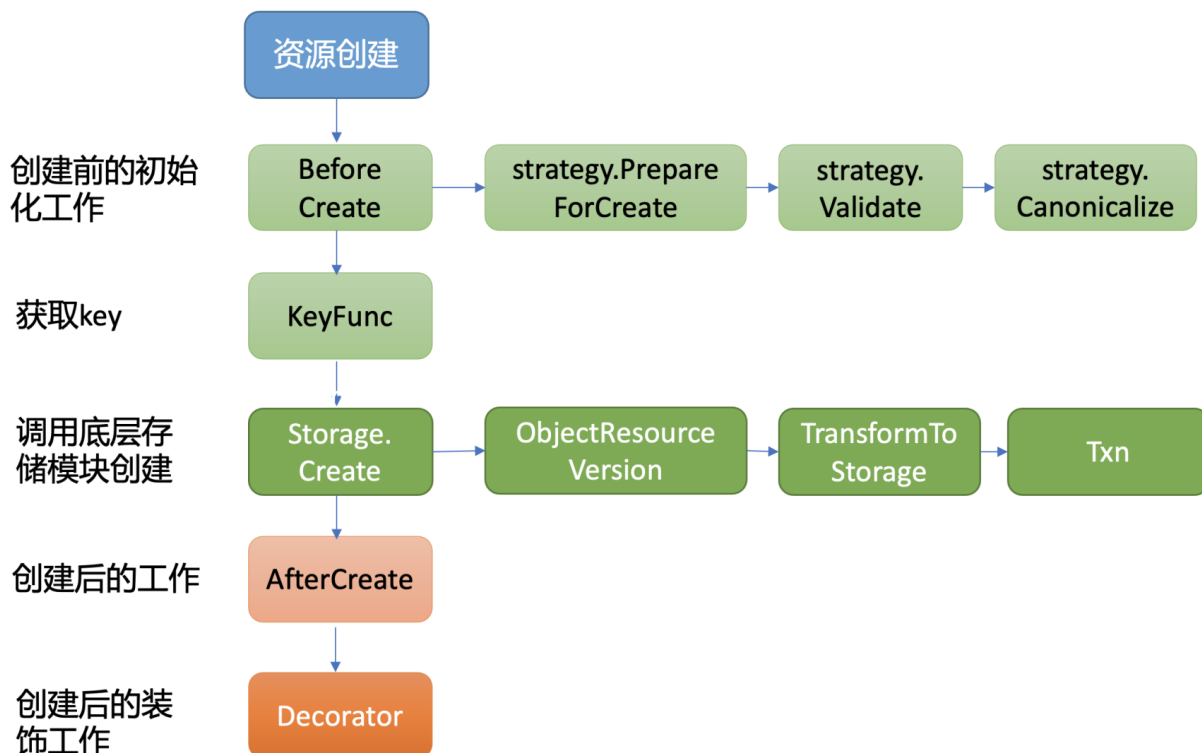 资源创建
创建前的初始
化工作
Before
Create
strategy.Prepare
ForCreate
strategy.
Validate
strategy.
Canonicalize
获取key
KeyFunc
调用底层存
储模块创建
Storage.
Create
ObjectResource
Version
TransformTo
Storage
Txn
创建后的工作
AfterCreate
创建后的装
饰工作
Decorator